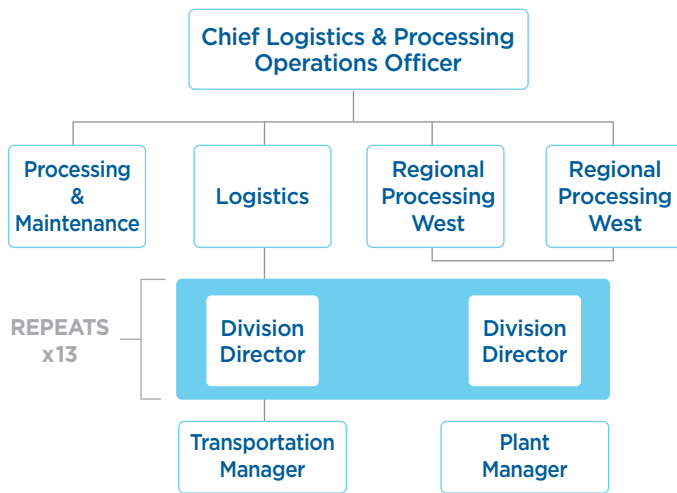 Chief Logistics & Processing
Operations Officer
Processing
&
Maintenance
Logistics
Regional
Processing
West
Regional
Processing
West
REPEATS
x13
Division
Director
Division
Director
Transportation
Manager
Plant
Manager